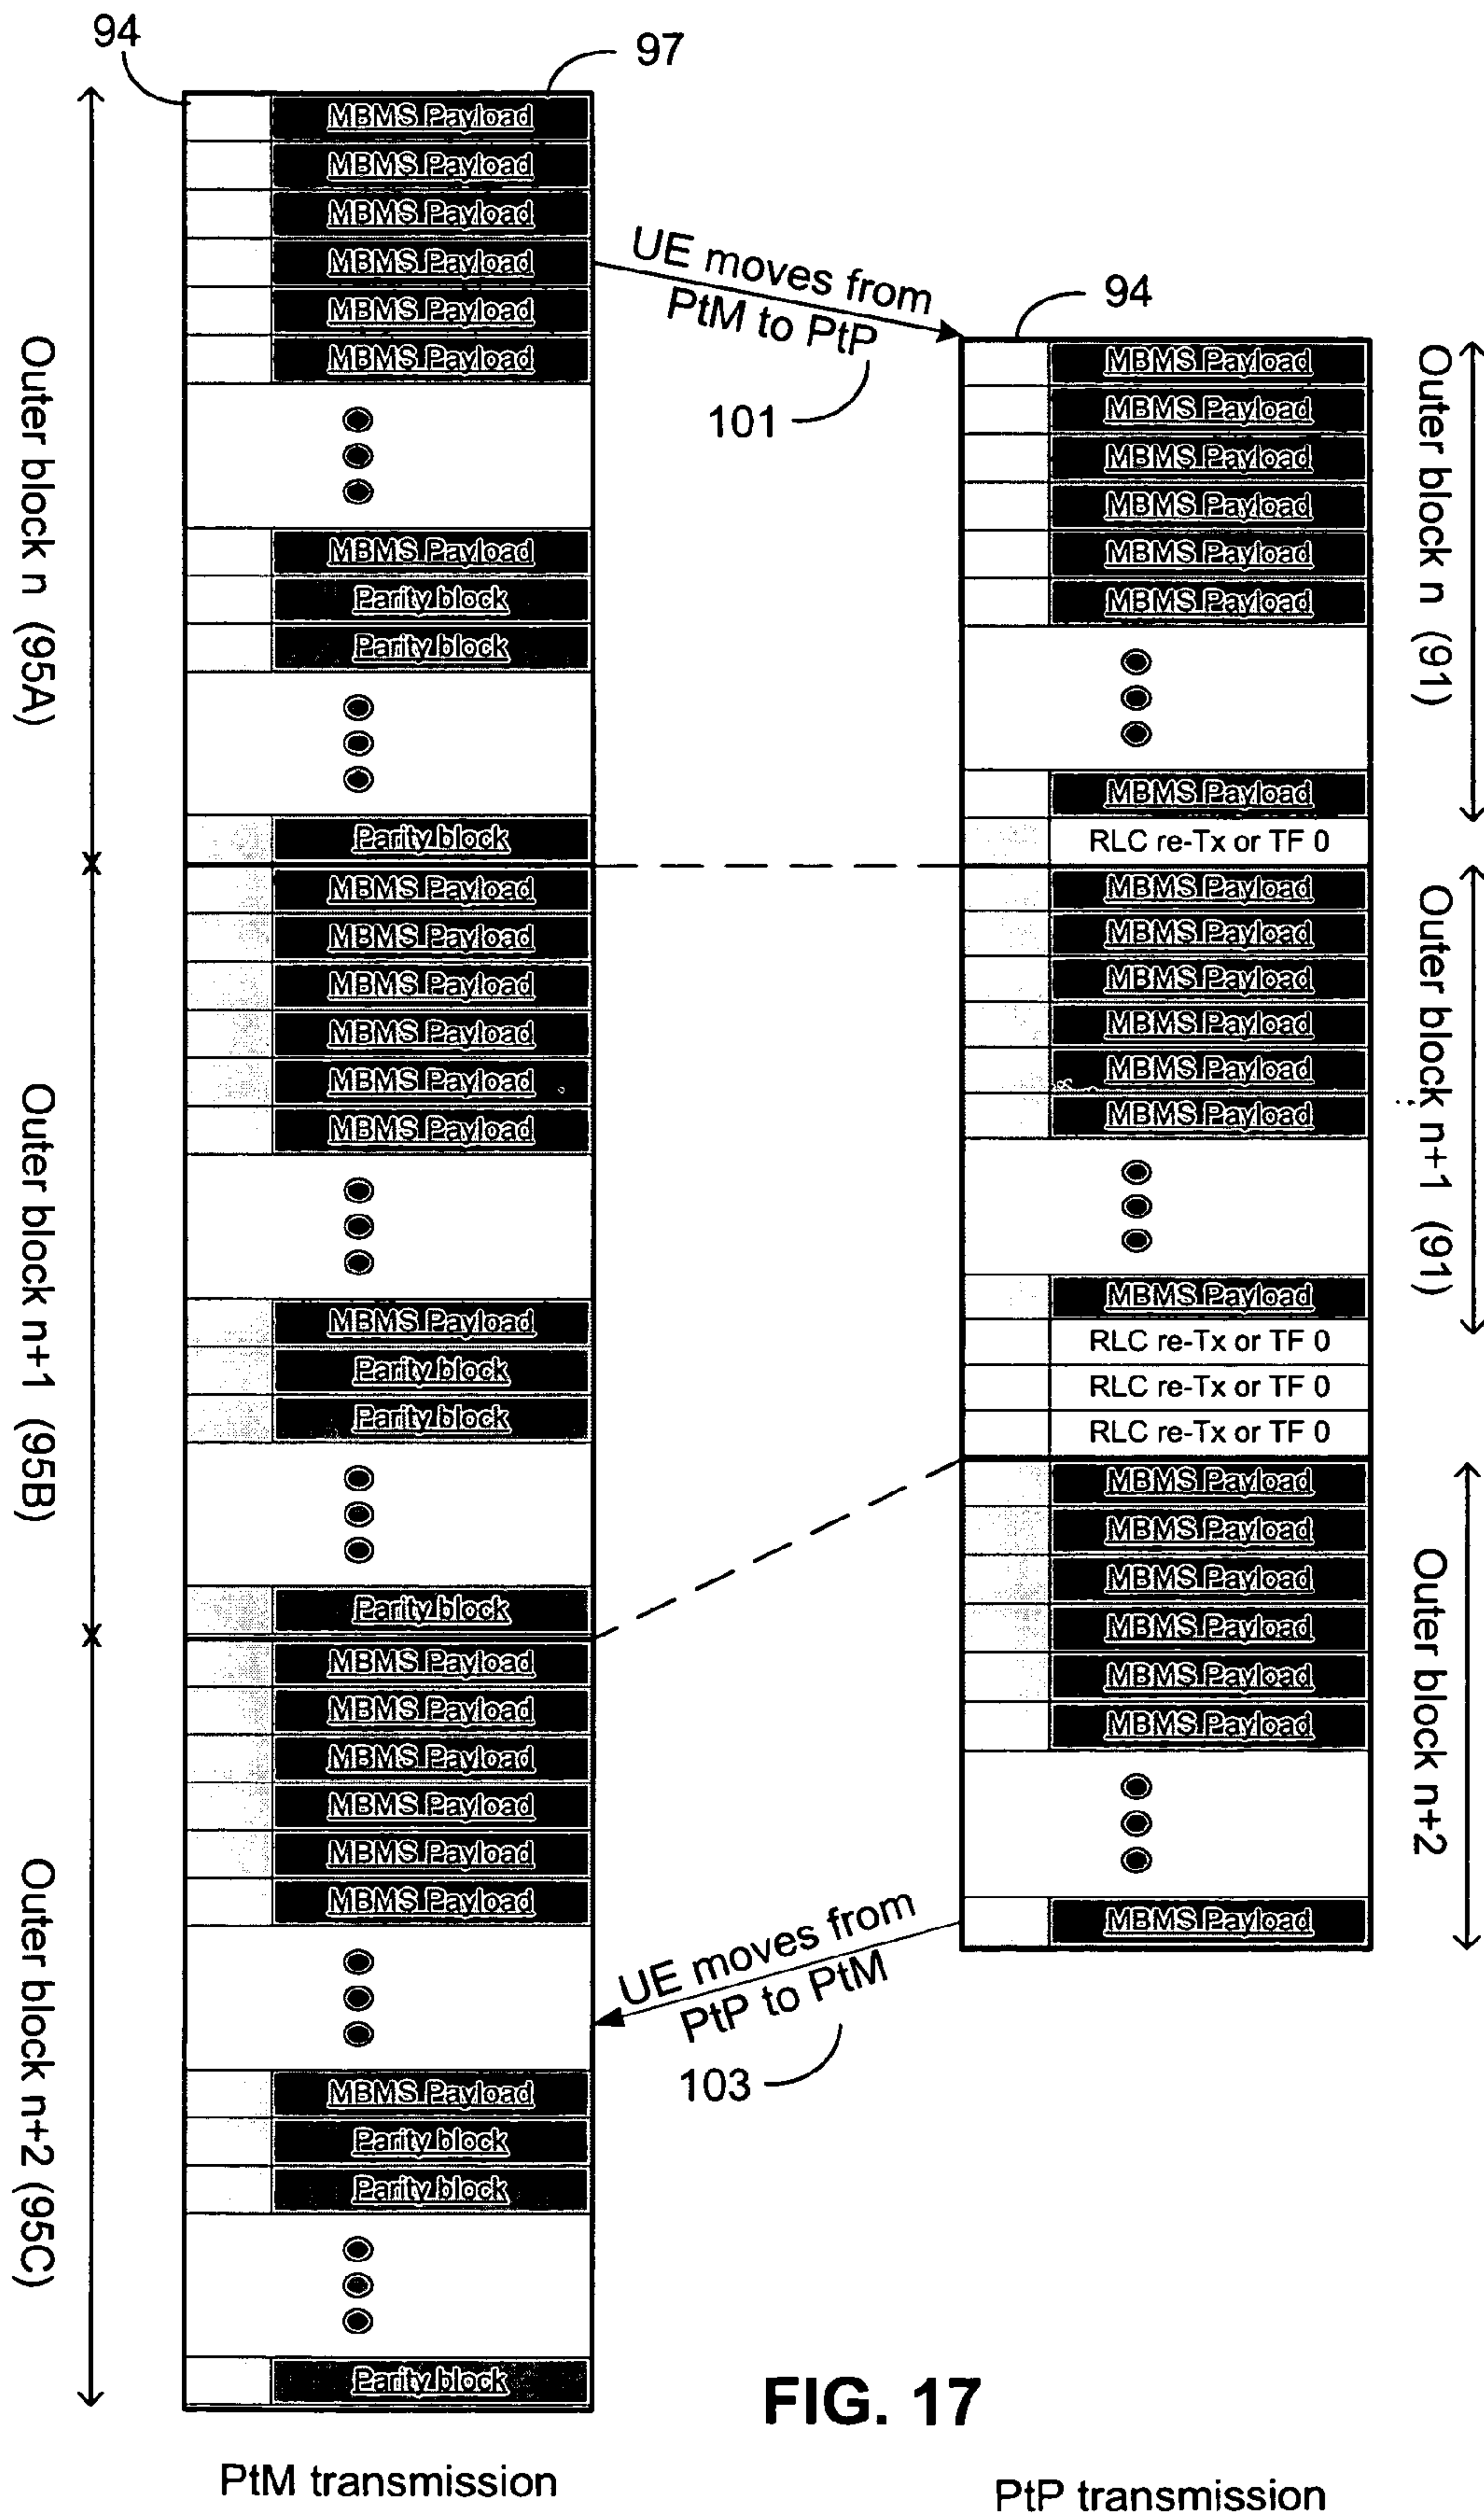 94
97
MBMS Payload
MBMS Payload
MBMS Payload
MBMS Payload
MBMS Payload
MBMS Payload
MBMS Payload
Parity block
Parity block
Parity block
Outer block n (95A)
MBMS Payload
MBMS Payload
MBMS Payload
MBMS Payload
MBMS Payload
MBMS Payload
MBMS Payload
Parity block
Parity block
Parity block
Outer block n+1 (95B)
MBMS Payload
MBMS Payload
MBMS Payload
MBMS Payload
MBMS Payload
MBMS Payload
MBMS Payload
Parity block
Parity block
Parity block
Outer block n+2 (95C)
PtM transmission
UE moves from
PtM to PtP
101
94
MBMS Payload
MBMS Payload
MBMS Payload
MBMS Payload
MBMS Payload
MBMS Payload
MBMS Payload
RLC re-Tx or TF 0
Outer block n (91)
MBMS Payload
MBMS Payload
MBMS Payload
MBMS Payload
MBMS Payload
MBMS Payload
MBMS Payload
RLC re-Tx or TF 0
RLC re-Tx or TF 0
RLC re-Tx or TF 0
Outer block n+1 (91)
MBMS Payload
MBMS Payload
MBMS Payload
MBMS Payload
MBMS Payload
MBMS Payload
MBMS Payload
Outer block n+2
UE moves from
PtP to PtM
103
FIG. 17
PtP transmission